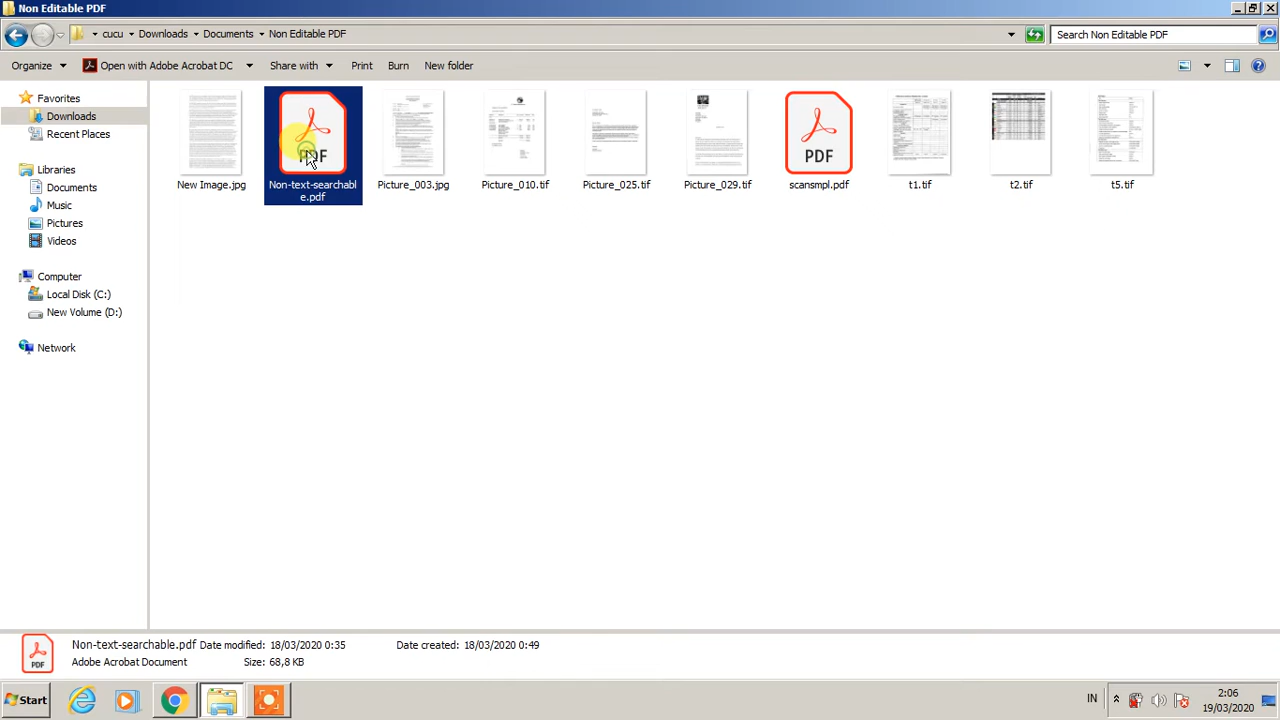 Non Editable PDF
cucu Downloads Documents Non Editable PDF
Search Non Editable PDF
Organize Open with Adobe Acrobat DC Share with Print Burn New folder
Favorites
Downloads
Recent Places
Libraries
Documents
Music
Pictures
Videos
Computer
Local Disk (C:)
New Volume (D:)
Network
PDF
PDF
New Image.jpg
Non-text-searchabl
e.pdf
Picture_003.jpg
Picture_010.tif
Picture_025.tif
Picture_029.tif
scansmpl.pdf
t1.tif
t2.tif
t5.tif
PDF
Non-text-searchable.pdf Date modified: 18/03/2020 0:35 Date created: 18/03/2020 0:49
Adobe Acrobat Document Size: 68,8 KB
Start
IN
2:06
19/03/2020